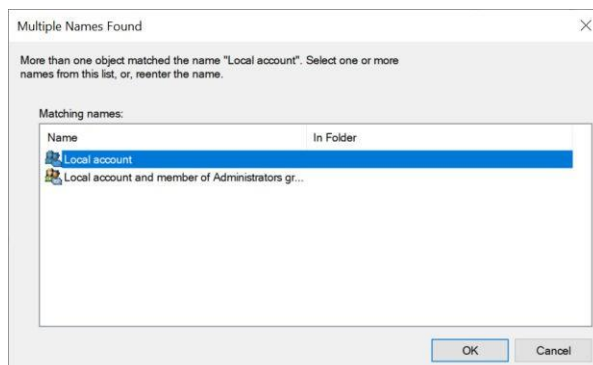 Multiple Names Found
More than one object matched the name "Local account". Select one or more
names from this list, or, reenter the name.
Matching names:
Name In Folder
Local account
Local account and member of Administrators gr...
OK Cancel